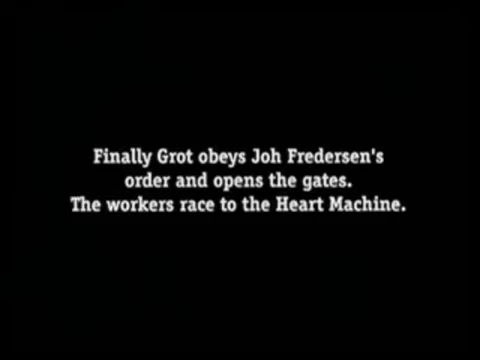 Finally Grot obeys Joh Fredersen's
order and opens the gates.
The workers race to the Heart Machine.